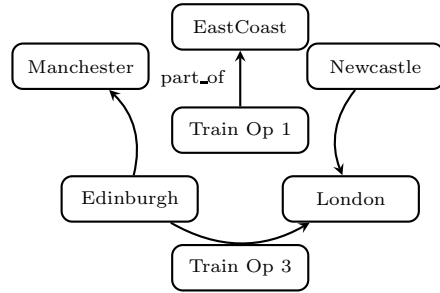 EastCoast
Manchester
Newcastle
part_of
Train Op 1
Edinburgh
London
Train Op 3